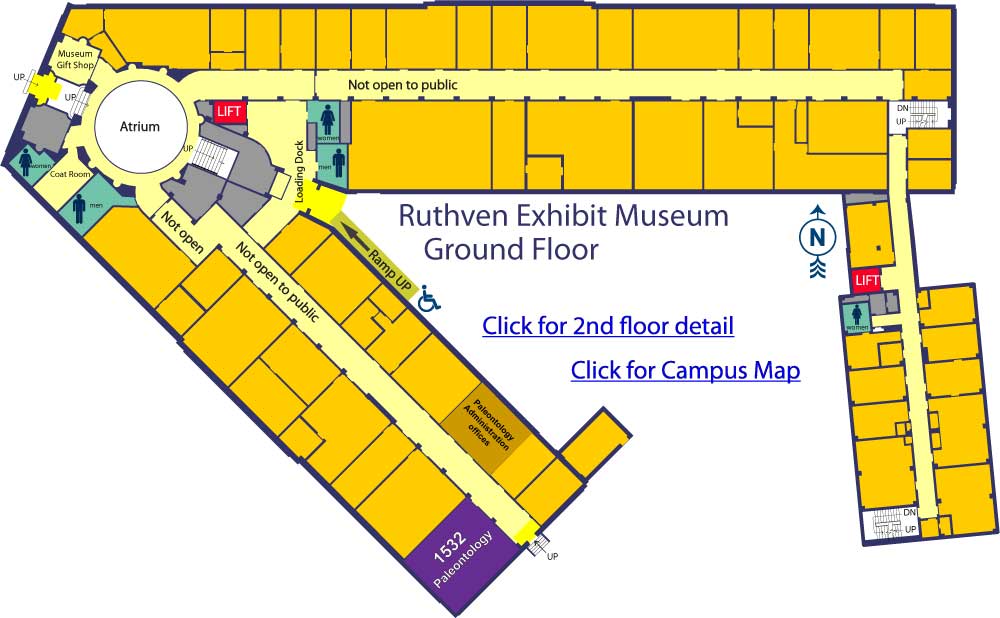 Museum
Gift Shop
UP
UP
Atrium
LIFT
UP
Loading Dock
women
men
women
Coat Room
men
Not open to public
DN
UP
Not open
Not open to public
Ramp UP
Ruthven Exhibit Museum
Ground Floor
N
LIFT
women
Click for 2nd floor detail
Click for Campus Map
Paleontology
Administration
offices
1532
Paleontology
UP
DN
UP